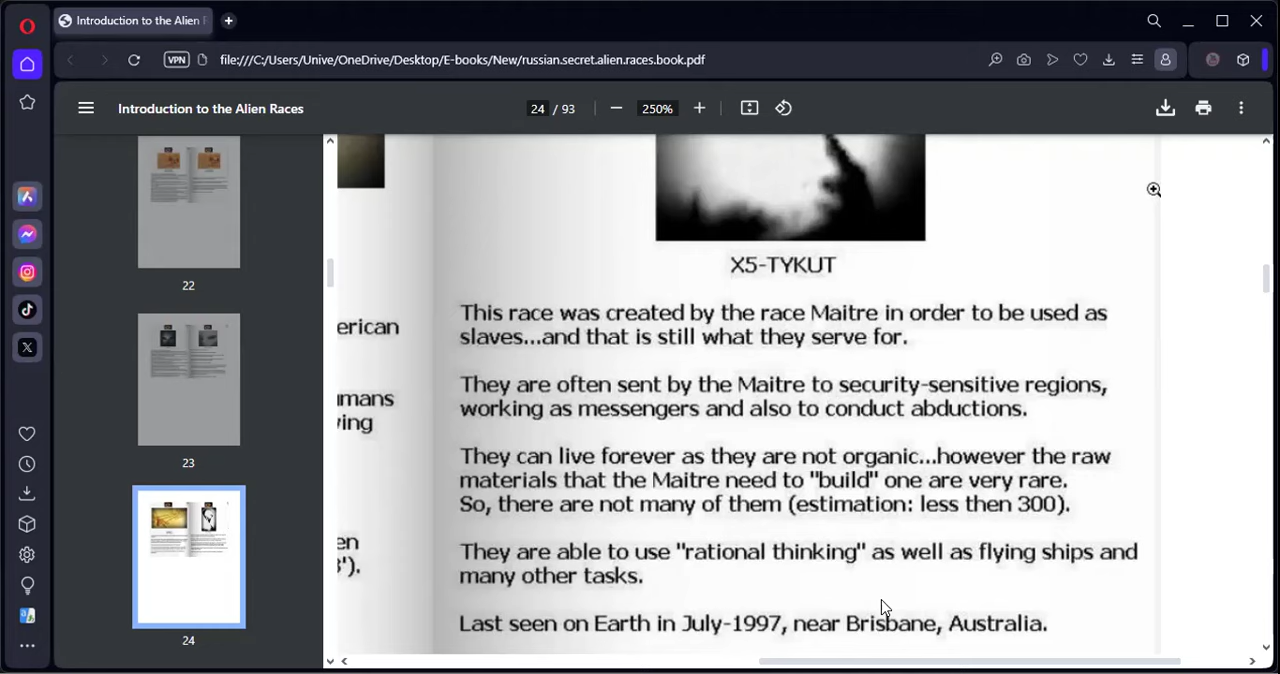 Introduction to the Alien R
VPN
file:///C:/Users/Unive/OneDrive/Desktop/E-books/New/russian.secret.alien.races.book.pdf
Introduction to the Alien Races
24 / 93
250%
22
23
24
erican
umans
ving
en
3').
X5-TYKUT
This race was created by the race Maitre in order to be used as
slaves...and that is still what they serve for.
They are often sent by the Maitre to security-sensitive regions,
working as messengers and also to conduct abductions.
They can live forever as they are not organic...however the raw
materials that the Maitre need to "build" one are very rare.
So, there are not many of them (estimation: less then 300).
They are able to use "rational thinking" as well as flying ships and
many other tasks.
Last seen on Earth in July-1997, near Brisbane, Australia.